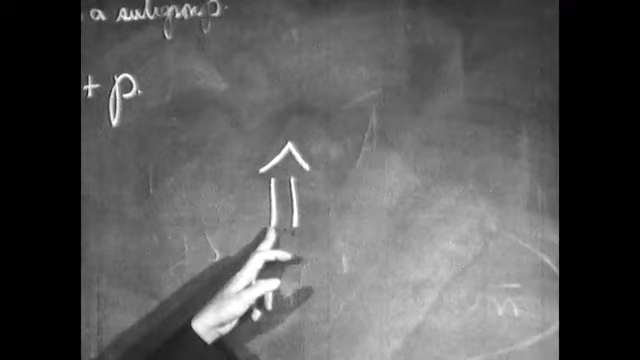 a subgroup.
+ p.
⇑
m